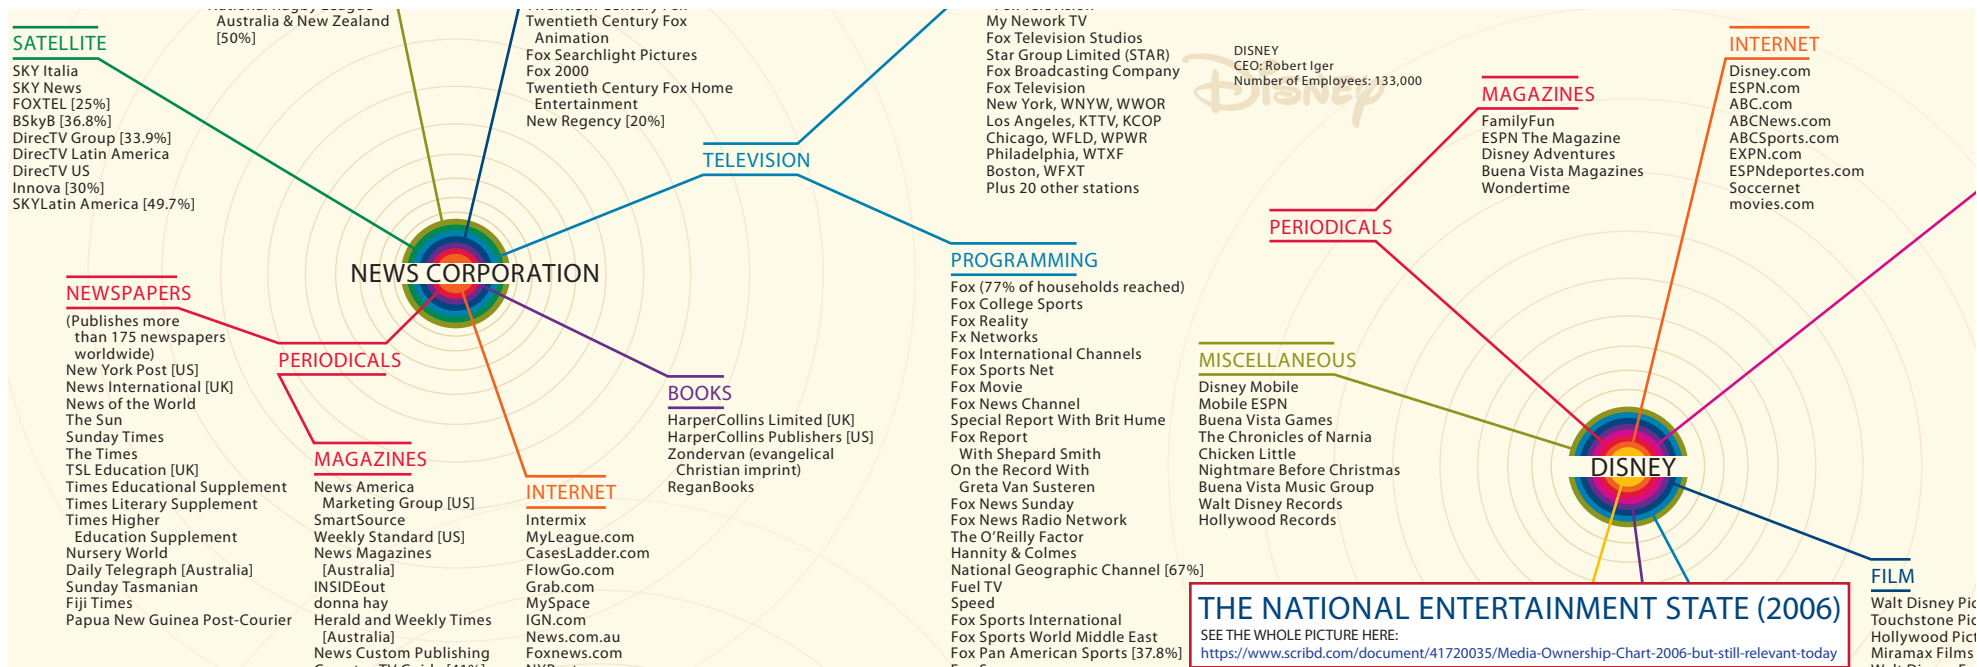 Australia & New Zealand
[50%]
SATELLITE
SKY Italia
SKY News
FOXTEL [25%]
BSkyB [36.8%]
DirecTV Group [33.9%]
DirecTV Latin America
DirecTV US
Innova [30%]
SKYLatin America [49.7%]
Twentieth Century Fox
Animation
Fox Searchlight Pictures
Fox 2000
Twentieth Century Fox Home
Entertainment
New Regency [20%]
TELEVISION
My Nework TV
Fox Television Studios
Star Group Limited (STAR)
Fox Broadcasting Company
Fox Television
New York, WNYW, WWOR
Los Angeles, KTTV, KCOP
Chicago, WFLD, WPWR
Philadelphia, WTXF
Boston, WFXT
Plus 20 other stations
NEWS CORPORATION
NEWSPAPERS
(Publishes more
than 175 newspapers
worldwide)
New York Post [US]
News International [UK]
News of the World
The Sun
Sunday Times
The Times
TSL Education [UK]
Times Educational Supplement
Times Literary Supplement
Times Higher
Education Supplement
Nursery World
Daily Telegraph [Australia]
Sunday Tasmanian
Fiji Times
Papua New Guinea Post-Courier
PERIODICALS
MAGAZINES
News America
Marketing Group [US]
SmartSource
Weekly Standard [US]
News Magazines
[Australia]
INSIDEout
donna hay
Herald and Weekly Times
[Australia]
News Custom Publishing
INTERNET
Intermix
MyLeague.com
CasesLadder.com
FlowGo.com
Grab.com
MySpace
IGN.com
News.com.au
Foxnews.com
BOOKS
HarperCollins Limited [UK]
HarperCollins Publishers [US]
Zondervan (evangelical
Christian imprint)
ReganBooks
PROGRAMMING
Fox (77% of households reached)
Fox College Sports
Fox Reality
Fx Networks
Fox International Channels
Fox Sports Net
Fox Movie
Fox News Channel
Special Report With Brit Hume
Fox Report
With Shepard Smith
On the Record With
Greta Van Susteren
Fox News Sunday
Fox News Radio Network
The O'Reilly Factor
Hannity & Colmes
National Geographic Channel [67%]
Fuel TV
Speed
Fox Sports International
Fox Sports World Middle East
Fox Pan American Sports [37.8%]
DISNEY
CEO: Robert Iger
Number of Employees: 133,000
Disney
MAGAZINES
FamilyFun
ESPN The Magazine
Disney Adventures
Buena Vista Magazines
Wondertime
PERIODICALS
INTERNET
Disney.com
ESPN.com
ABC.com
ABCNews.com
ABCSports.com
EXPN.com
ESPNdeportes.com
Soccernet
movies.com
MISCELLANEOUS
Disney Mobile
Mobile ESPN
Buena Vista Games
The Chronicles of Narnia
Chicken Little
Nightmare Before Christmas
Buena Vista Music Group
Walt Disney Records
Hollywood Records
DISNEY
FILM
Walt Disney Pic
Touchstone Pic
Hollywood Pict
Miramax Films
THE NATIONAL ENTERTAINMENT STATE (2006)
SEE THE WHOLE PICTURE HERE:
https://www.scribd.com/document/41720035/Media-Ownership-Chart-2006-but-still-relevant-today